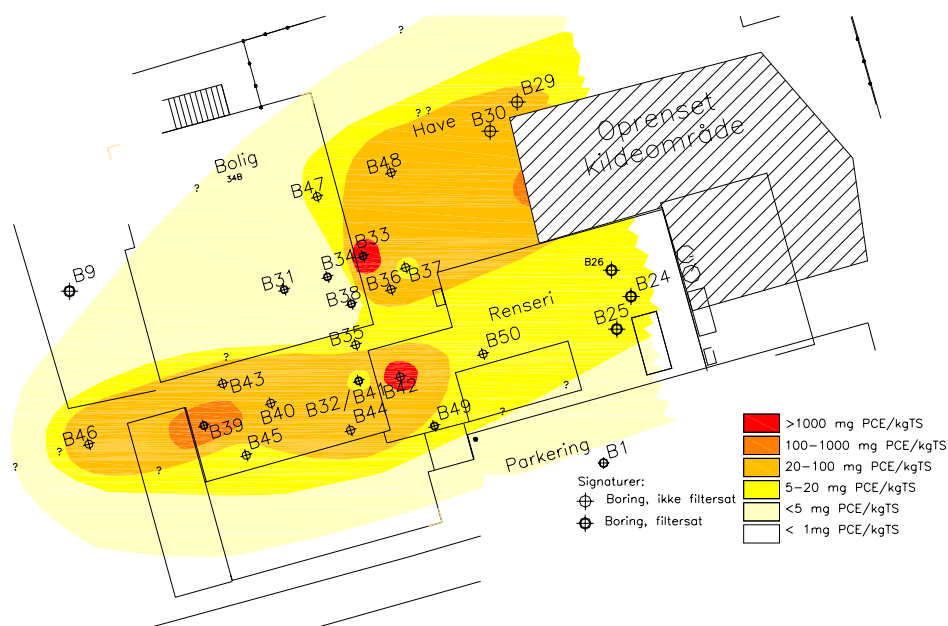 ?
B29
? ?
B30
Have
Oprenset
kildeområde
Bolig
34B
B48
?
B47
B33
B34
B37
B9
B31
B36
B38
B26
B24
Renseri
B25
B35
B50
?
B43
B42
B32/B41
?
B40
B39
B44
B49
?
B46
B45
?
?
?
Parkering
B1
Signaturer:
Boring, ikke filtersat
Boring, filtersat
>1000 mg PCE/kgTS
100-1000 mg PCE/kgTS
20-100 mg PCE/kgTS
5-20 mg PCE/kgTS
<5 mg PCE/kgTS
< 1mg PCE/kgTS